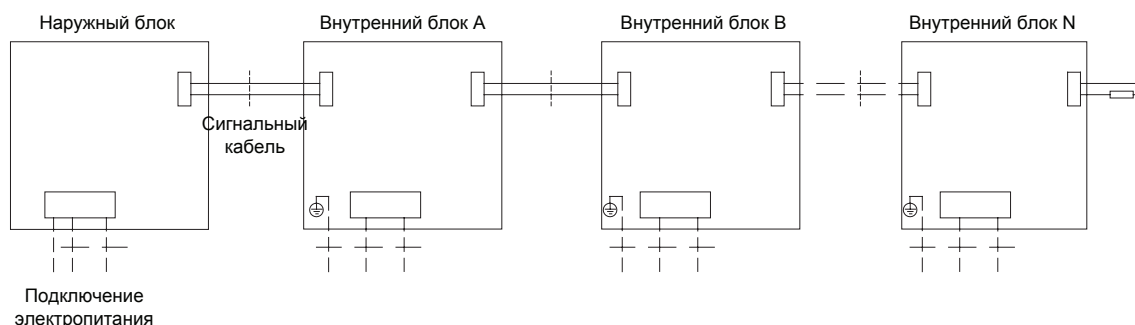 Наружный блок
Внутренний блок А
Внутренний блок В
Внутренний блок N
Сигнальный
кабель
Подключение
электропитания